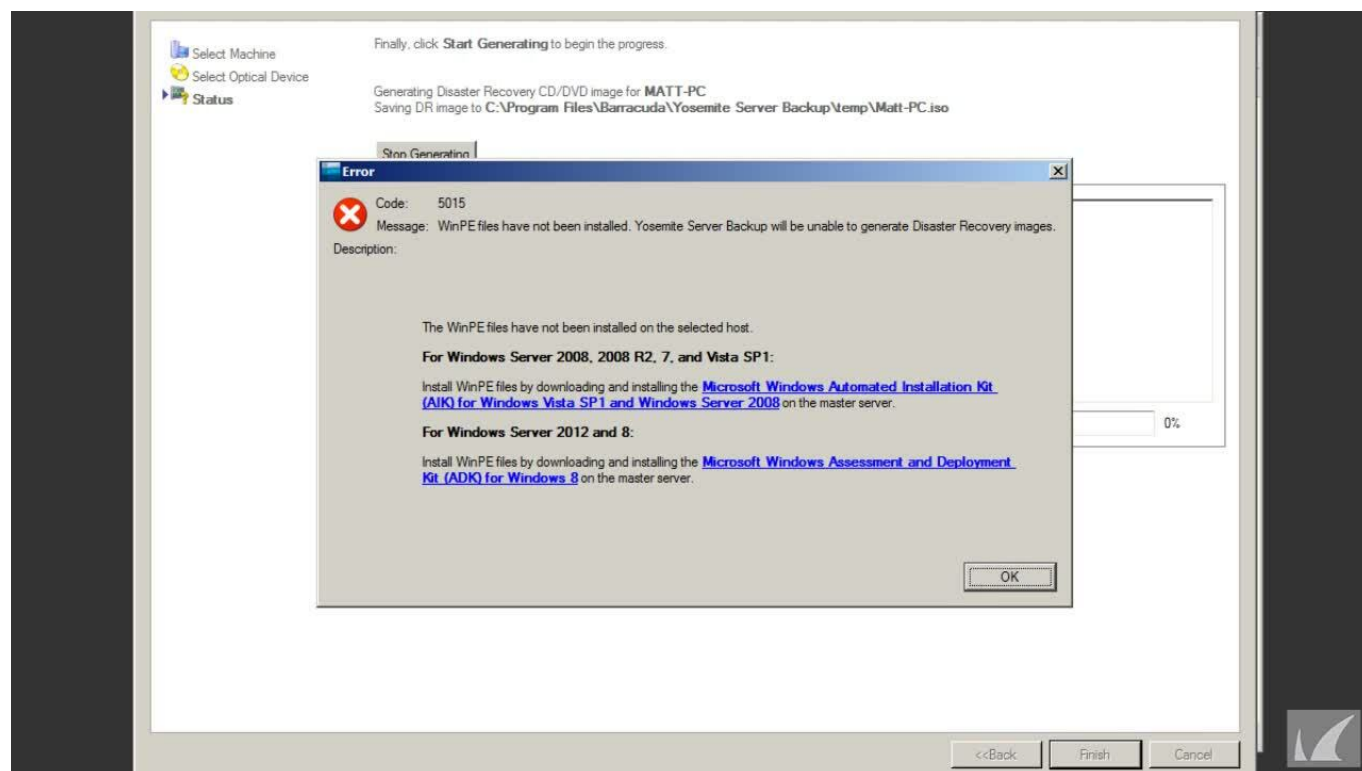 Select Machine
Select Optical Device
Status
Finally, click Start Generating to begin the progress.
Generating Disaster Recovery CD/DVD image for MATT-PC
Saving DR image to C:\Program Files\Barracuda\Yosemite Server Backup\temp\Matt-PC.iso
Stop Generating
Error
Code: 5015
Message: WinPE files have not been installed. Yosemite Server Backup will be unable to generate Disaster Recovery images.
Description:
The WinPE files have not been installed on the selected host.
For Windows Server 2008, 2008 R2, 7, and Vista SP1:
Install WinPE files by downloading and installing the Microsoft Windows Automated Installation Kit
(AIK) for Windows Vista SP1 and Windows Server 2008 on the master server.
For Windows Server 2012 and 8:
Install WinPE files by downloading and installing the Microsoft Windows Assessment and Deployment
Kit (ADK) for Windows 8 on the master server.
0%
OK
<<Back
Finish
Cancel